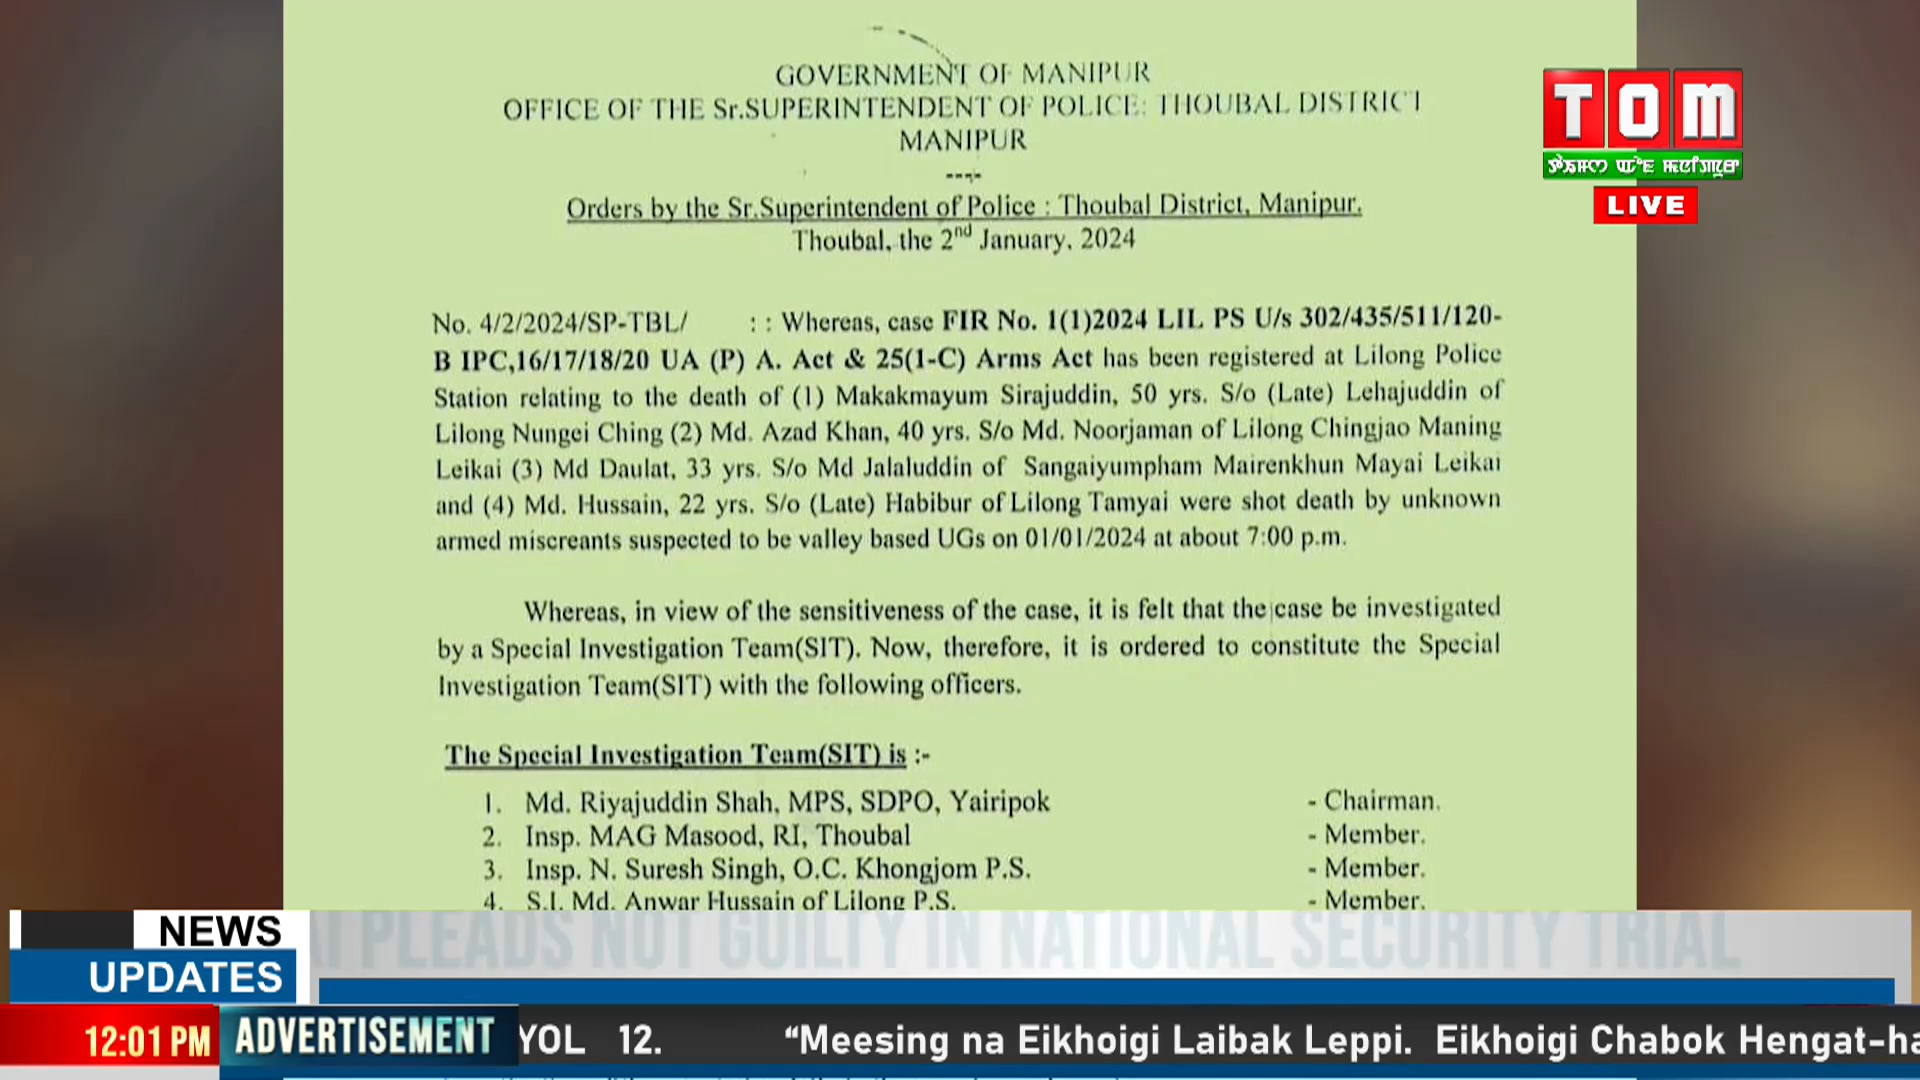 GOVERNMENT OF MANIPUR
OFFICE OF THE Sr.SUPERINTENDENT OF POLICE: THOUBAL DISTRICT
MANIPUR
----
Orders by the Sr.Superintendent of Police : Thoubal District, Manipur.
Thoubal, the 2nd January, 2024
No. 4/2/2024/SP-TBL/ : : Whereas, case FIR No. 1(1)2024 LIL PS U/s 302/435/511/120-
B IPC,16/17/18/20 UA (P) A. Act & 25(1-C) Arms Act has been registered at Lilong Police
Station relating to the death of (1) Makakmayum Sirajuddin, 50 yrs. S/o (Late) Lehajuddin of
Lilong Nungei Ching (2) Md. Azad Khan, 40 yrs. S/o Md. Noorjaman of Lilong Chingjao Maning
Leikai (3) Md Daulat, 33 yrs. S/o Md Jalaluddin of Sangaiyumpham Mairenkhun Mayai Leikai
and (4) Md. Hussain, 22 yrs. S/o (Late) Habibur of Lilong Tamyai were shot death by unknown
armed miscreants suspected to be valley based UGs on 01/01/2024 at about 7:00 p.m.
Whereas, in view of the sensitiveness of the case, it is felt that the case be investigated
by a Special Investigation Team(SIT). Now, therefore, it is ordered to constitute the Special
Investigation Team(SIT) with the following officers.
The Special Investigation Team(SIT) is :-
1. Md. Riyajuddin Shah, MPS, SDPO, Yairipok - Chairman.
2. Insp. MAG Masood, RI, Thoubal - Member.
3. Insp. N. Suresh Singh, O.C. Khongjom P.S. - Member.
4. S.I. Md. Anwar Hussain of Lilong P.S. - Member.
TOM
LIVE
NEWS
UPDATES
PLEADS NOT GUILTY IN NATIONAL SECURITY TRIAL
12:01 PM ADVERTISEMENT YOL 12. “Meesing na Eikhoigi Laibak Leppi. Eikhoigi Chabok Hengat-ha